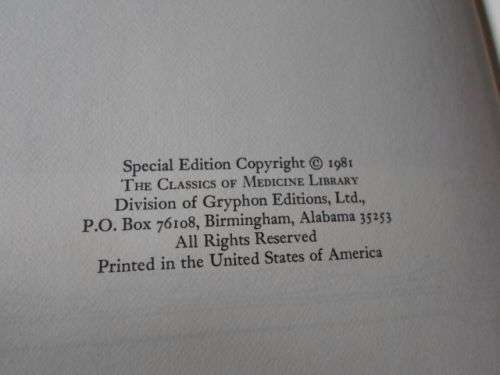 Special Edition Copyright © 1981
The Classics of Medicine Library
Division of Gryphon Editions, Ltd.,
P.O. Box 76108, Birmingham, Alabama 35253
All Rights Reserved
Printed in the United States of America